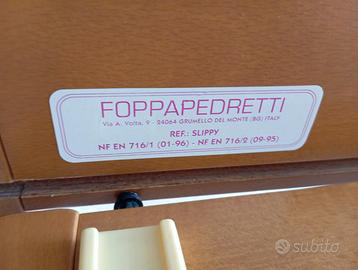 FOPPAPEDRETTI
Via A. Volta, 9 - 24064 GRUMELLO DEL MONTE (BG) ITALY
REF.: SLIPPY
NF EN 716/1 (01-96) - NF EN 716/2 (09-95)
subito